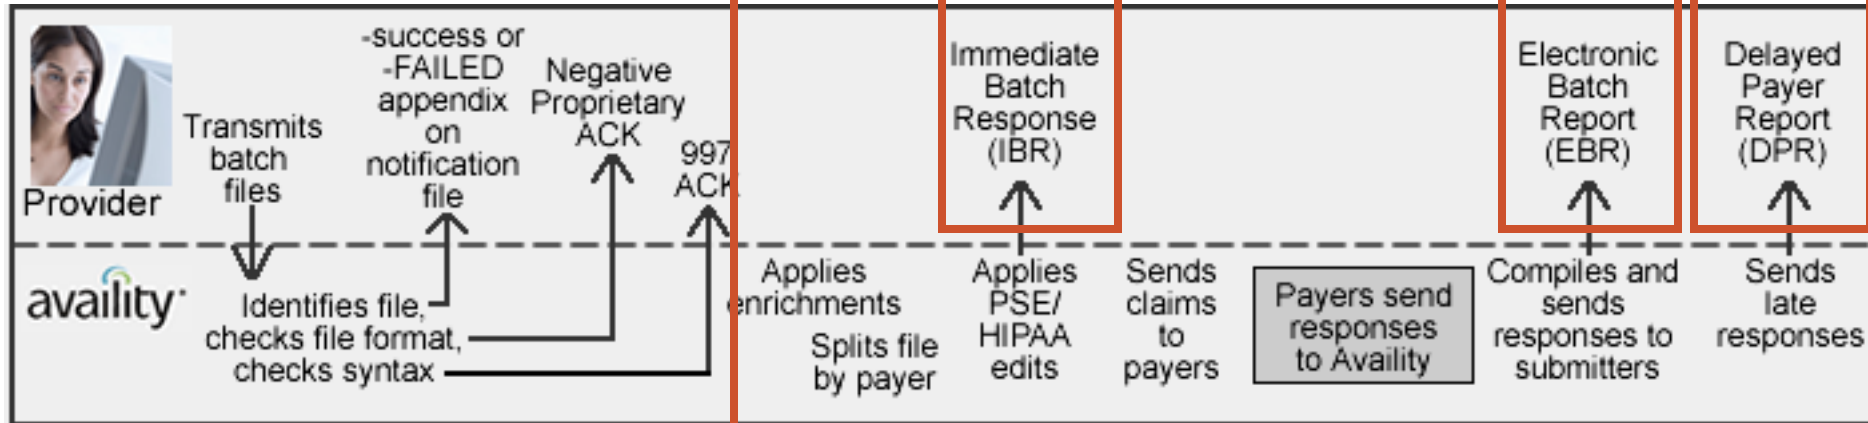 Provider
Transmits
batch
files
-success or
-FAILED
appendix
on
notification
file
Negative
Proprietary
ACK
997
ACK
Immediate
Batch
Response
(IBR)
Electronic
Batch
Report
(EBR)
Delayed
Payer
Report
(DPR)
availity
Identifies file,
checks file format,
checks syntax
Applies
enrichments
Splits file
by payer
Applies
PSE/
HIPAA
edits
Sends
claims
to
payers
Payers send
responses
to Availity
Compiles and
sends
responses to
submitters
Sends
late
responses